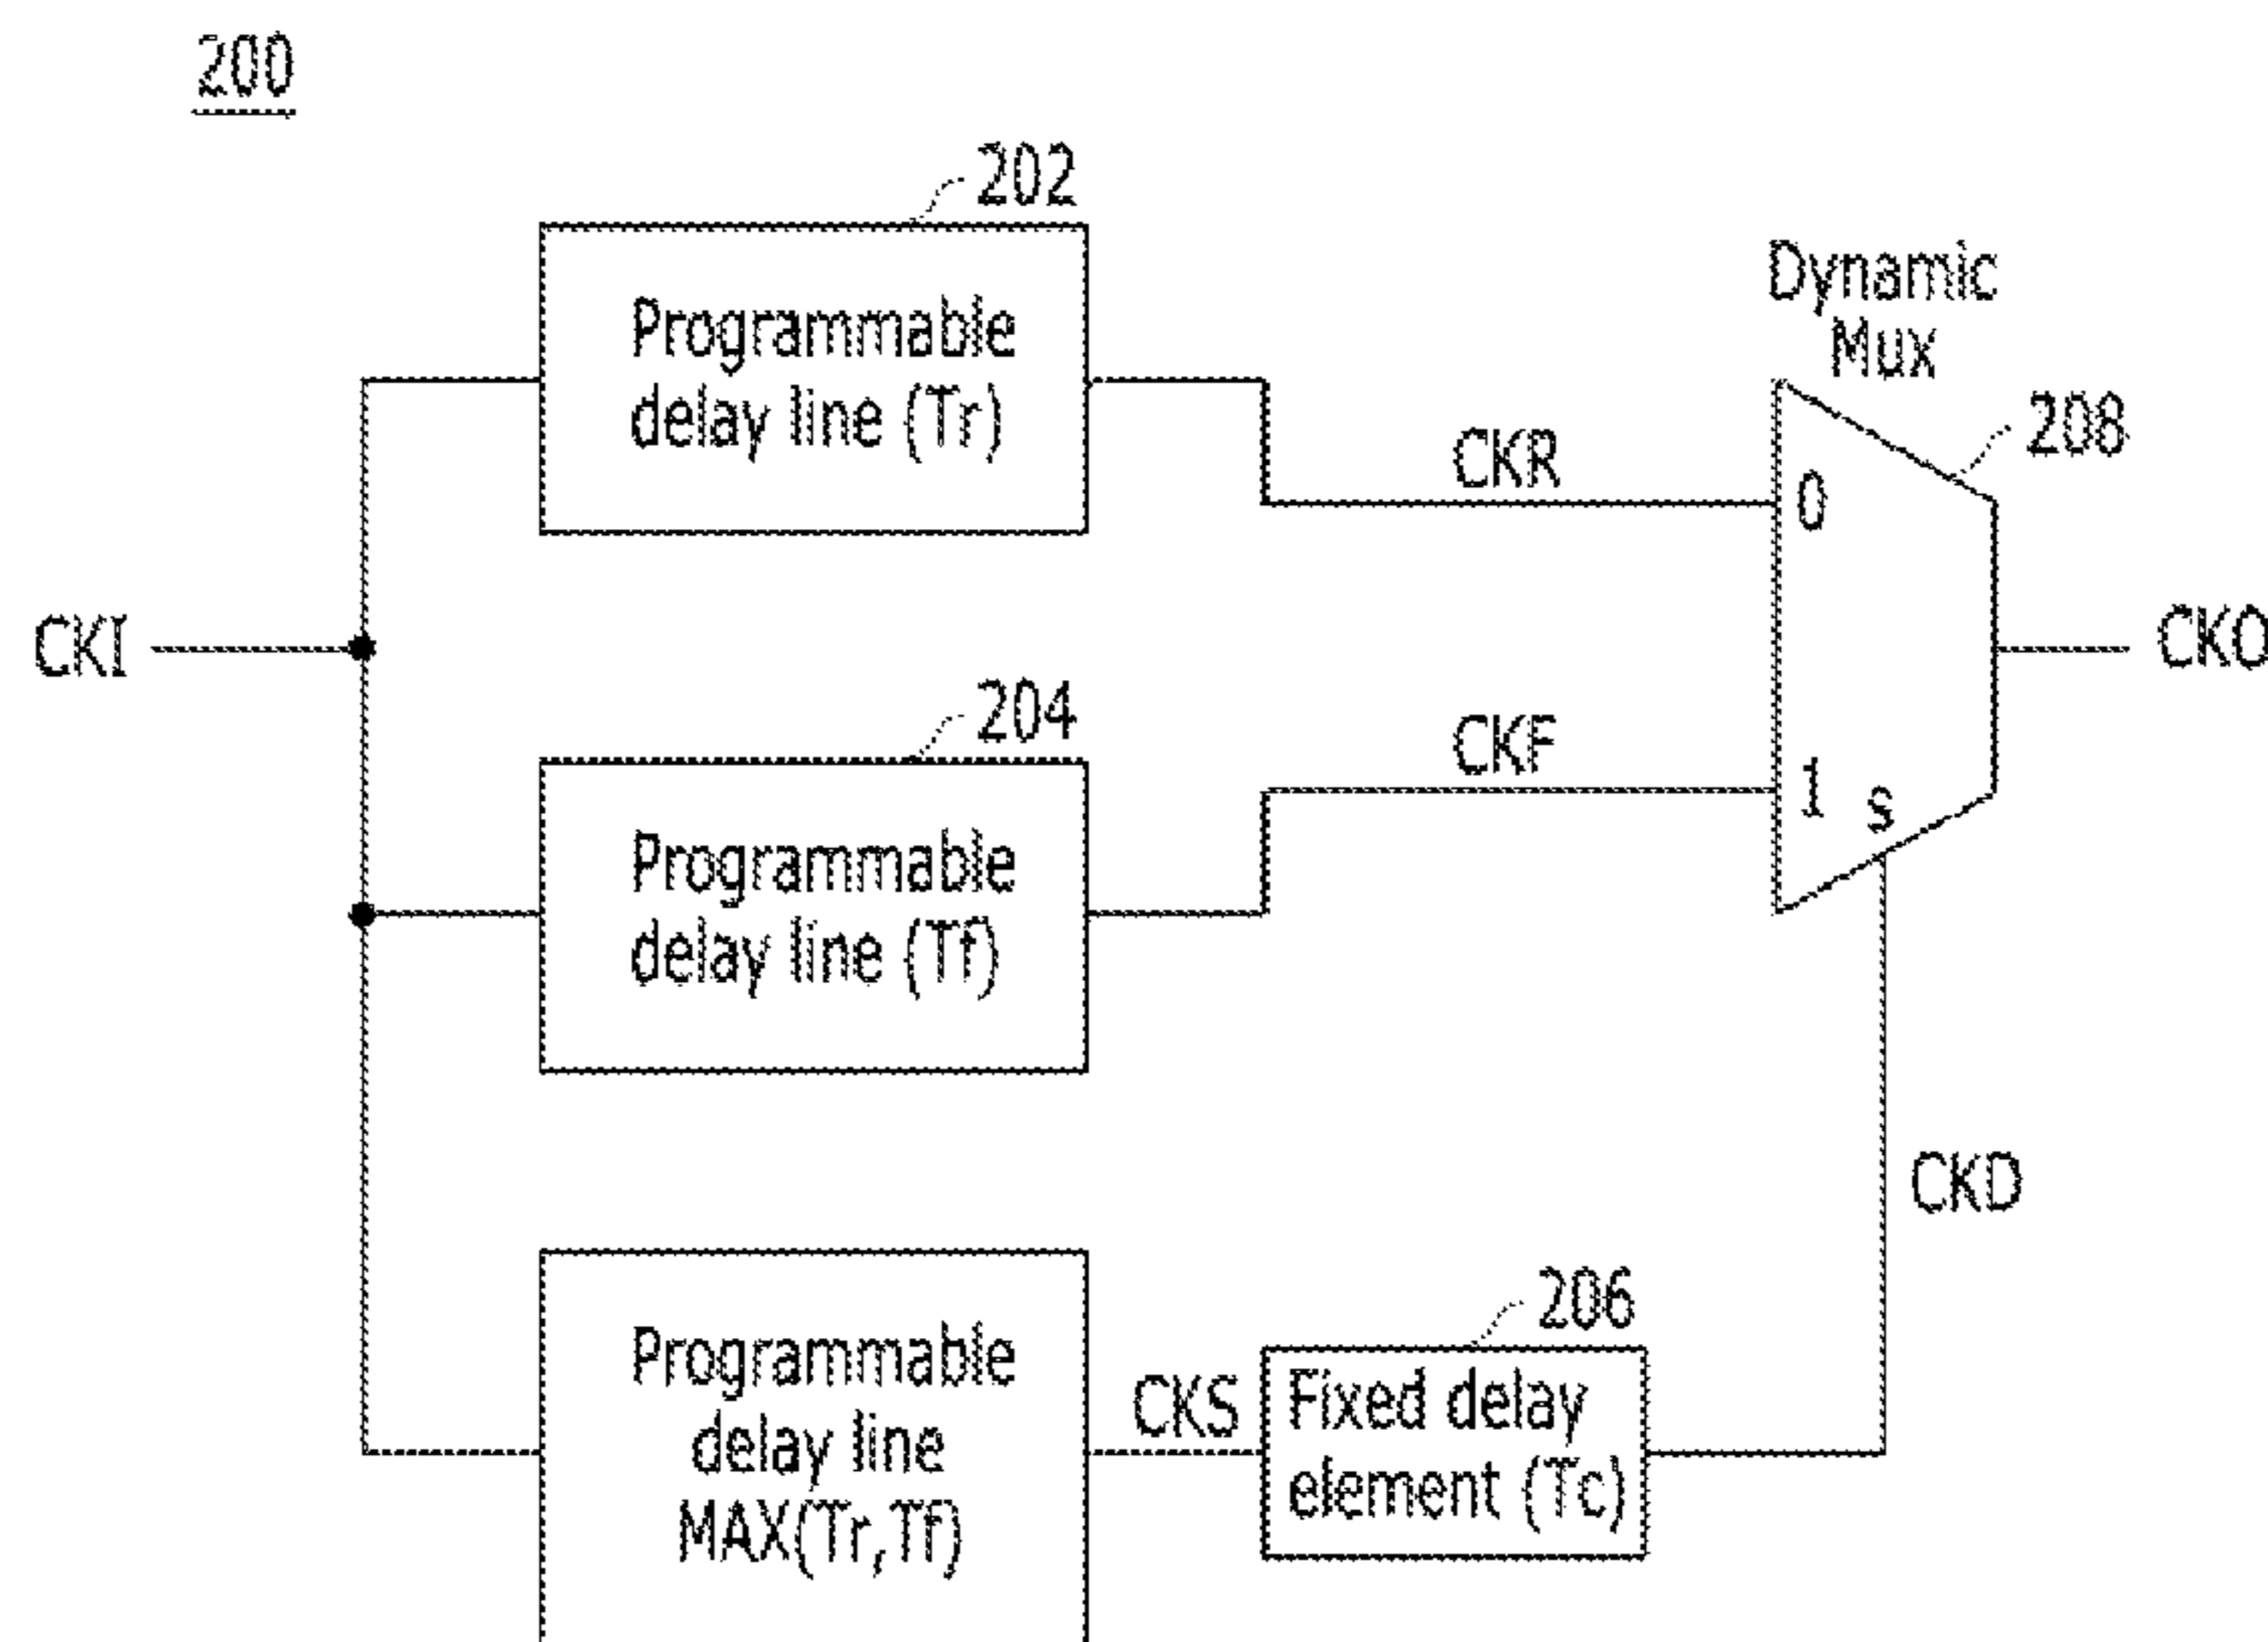 200
202
Programmable
delay line (Tr)
Dynamic
Mux
208
CKR
0
CKI
CKO
204
CKF
1
s
Programmable
delay line (Tf)
CKD
206
Programmable
delay line
MAX(Tr,Tf)
CKS
Fixed delay
element (Tc)